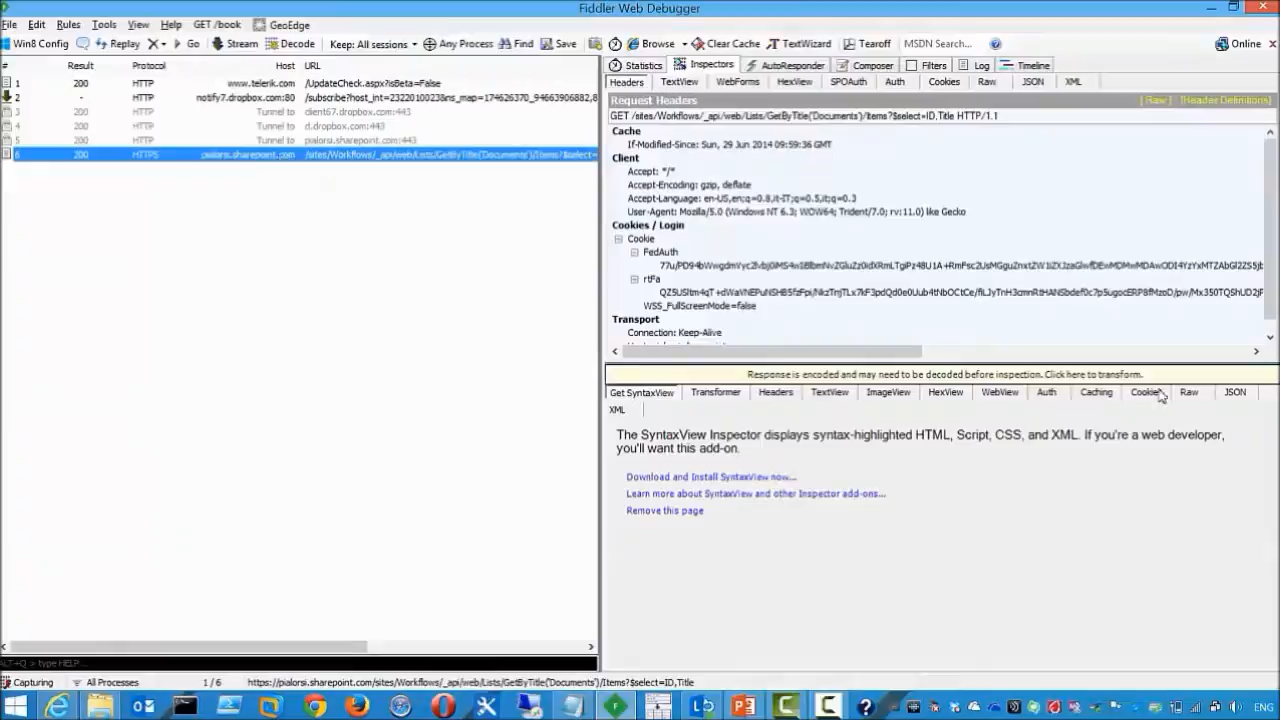 Fiddler Web Debugger
File Edit Rules Tools View Help GET /book GeoEdge
Win8 Config Replay Go Stream Decode Keep: All sessions Any Process Find Save Browse Clear Cache TextWizard Tearoff MSDN Search... Online
# Result Protocol Host URL
1 200 HTTP www.telerik.com /UpdateCheck.aspx?isBeta=False
2 - HTTP notify7.dropbox.com:80 /subscribe?host_int=2322010023&ns_map=174626370_94663906882,8
3 HTTP Tunnel to client67.dropbox.com:443
4 HTTP Tunnel to d.dropbox.com:443
5 HTTP Tunnel to pialorsi.sharepoint.com:443
6 200 HTTPS pialorsi.sharepoint.com /sites/Workflows/_api/web/Lists/GetByTitle('Documents')/Items?$select=
Statistics Inspectors AutoResponder Composer Filters Log Timeline
Headers TextView WebForms HexView SPOAuth Auth Cookies Raw JSON XML
Request Headers [ Raw ] [Header Definitions]
GET /sites/Workflows/_api/web/Lists/GetByTitle('Documents')/Items?$select=ID,Title HTTP/1.1
Cache
If-Modified-Since: Sun, 29 Jun 2014 09:59:36 GMT
Client
Accept: "*/*"
Accept-Encoding: gzip, deflate
Accept-Language: en-US,en;q=0.8,it-IT;q=0.5,it;q=0.3
User-Agent: Mozilla/5.0 (Windows NT 6.3; WOW64; Trident/7.0; rv:11.0) like Gecko
Cookies / Login
Cookie
FedAuth
rtFa
WSS_FullScreenMode=false
Transport
Connection: Keep-Alive
Response is encoded and may need to be decoded before inspection. Click here to transform.
Get SyntaxView Transformer Headers TextView ImageView HexView WebView Auth Caching Cookies Raw JSON
XML
The SyntaxView Inspector displays syntax-highlighted HTML, Script, CSS, and XML. If you're a web developer,
you'll want this add-on.
Download and Install SyntaxView now...
Learn more about SyntaxView and other Inspector add-ons...
Remove this page
ALT+Q > type HELP...
Capturing All Processes 1 / 6 https://pialorsi.sharepoint.com/sites/Workflows/_api/web/Lists/GetByTitle('Documents')/Items?$select=ID,Title
ENG